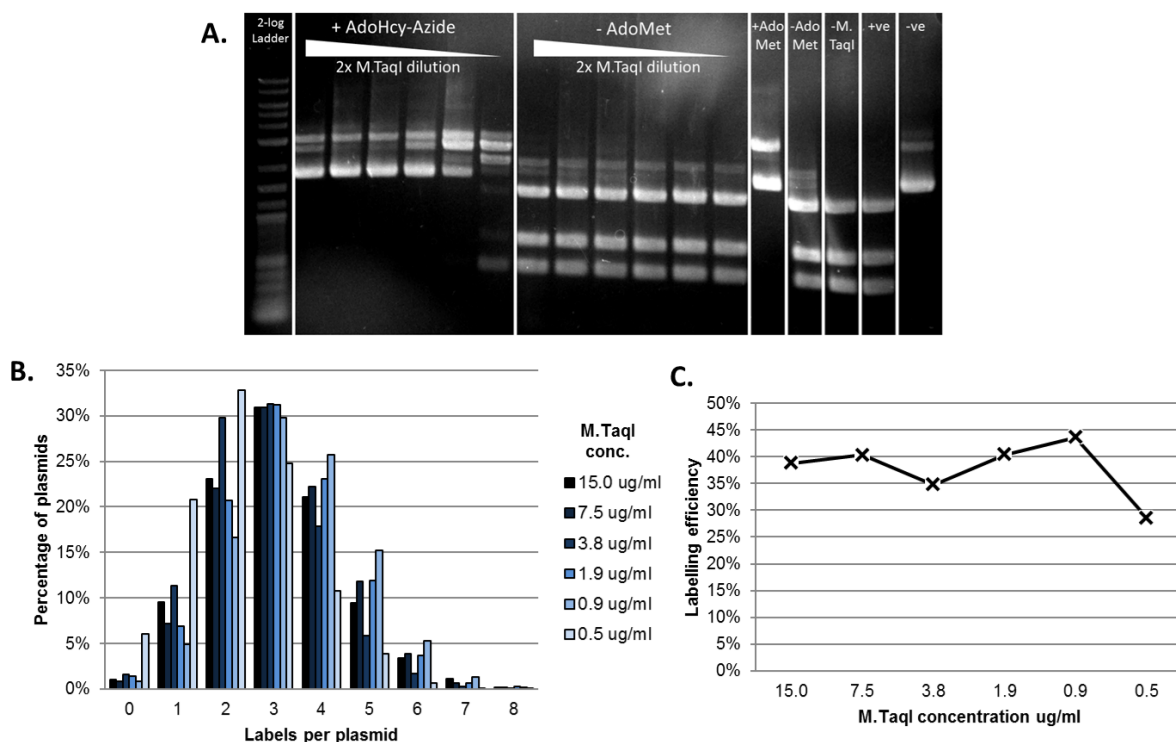 A.
2-log
Ladder
+ AdoHcy-Azide
2x M.TaqI dilution
- AdoMet
2x M.TaqI dilution
+Ado
Met
-Ado
Met
-M.
TaqI
+ve
-ve
B.
35%
30%
25%
20%
15%
10%
5%
0%
Percentage of plasmids
0 1 2 3 4 5 6 7 8
Labels per plasmid
M.TaqI
conc.
15.0 ug/ml
7.5 ug/ml
3.8 ug/ml
1.9 ug/ml
0.9 ug/ml
0.5 ug/ml
C.
50%
45%
40%
35%
30%
25%
20%
15%
10%
5%
0%
Labelling efficiency
15.0 7.5 3.8 1.9 0.9 0.5
M.TaqI concentration ug/ml